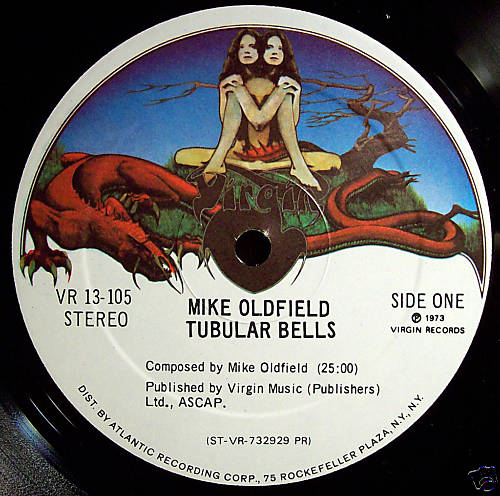 Virgin
VR 13-105
STEREO
MIKE OLDFIELD
TUBULAR BELLS
SIDE ONE
℗ 1973
VIRGIN RECORDS
Composed by Mike Oldfield (25:00)
Published by Virgin Music (Publishers)
Ltd., ASCAP.
(ST-VR-732929 PR)
DIST. BY ATLANTIC RECORDING CORP., 75 ROCKEFELLER PLAZA, N.Y., N.Y.